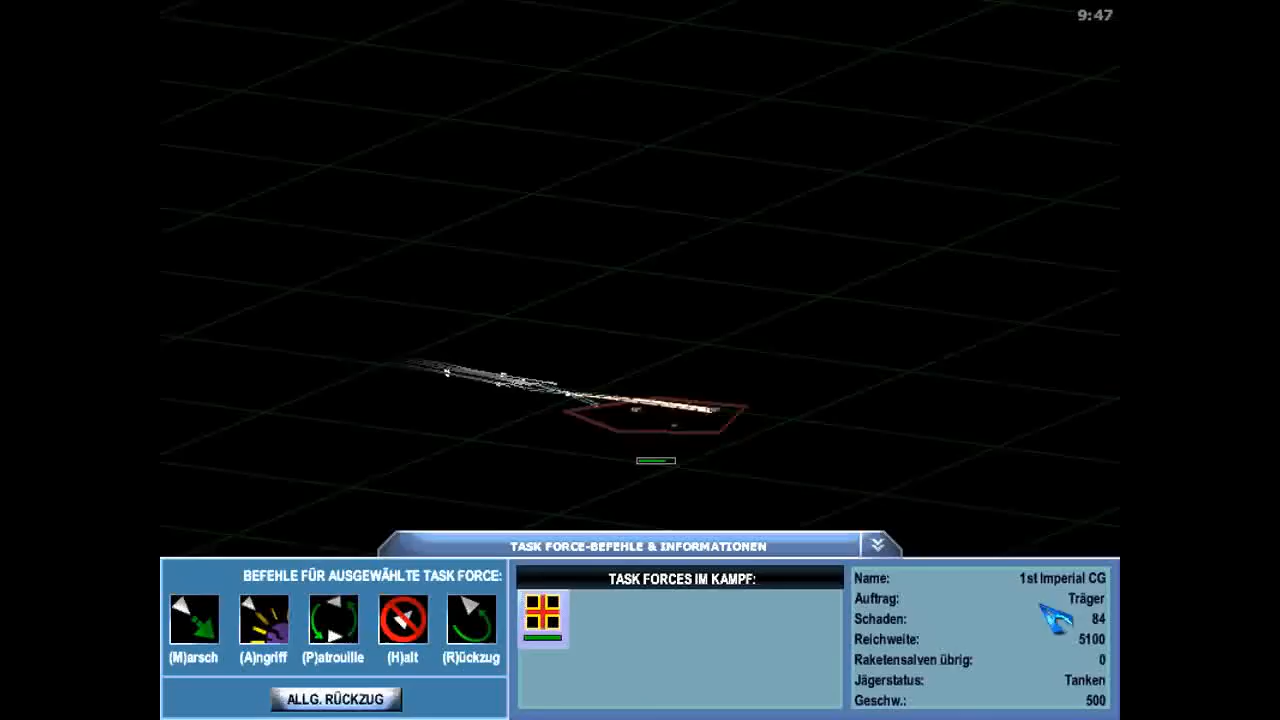 9:47
TASK FORCE-BEFEHLE & INFORMATIONEN
BEFEHLE FÜR AUSGEWÄHLTE TASK FORCE:
(M)arsch (A)ngriff (P)atrouille (H)alt (R)ückzug
ALLG. RÜCKZUG
TASK FORCES IM KAMPF:
Name: 1st Imperial CG
Auftrag: Träger
Schaden: 84
Reichweite: 5100
Raketensalven übrig: 0
Jägerstatus: Tanken
Geschw.: 500